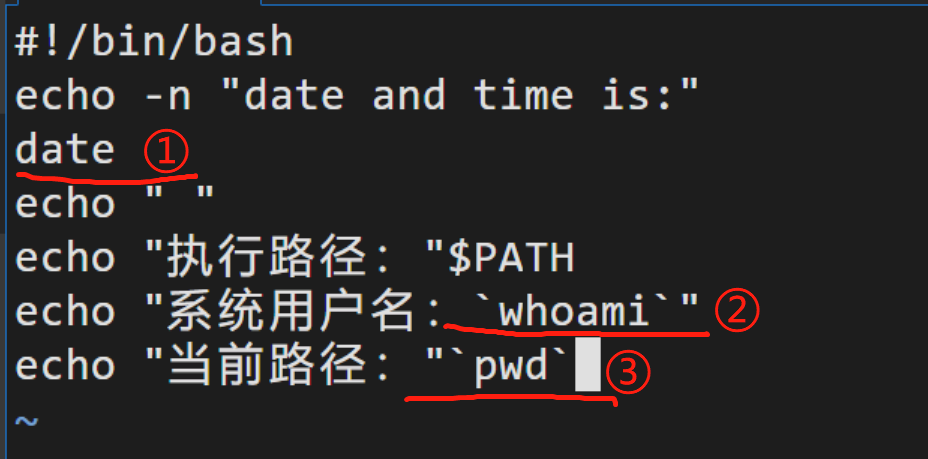 #!/bin/bash
echo -n "date and time is:"
date ①
echo " "
echo "执行路径："$PATH
echo "系统用户名：`whoami`" ②
echo "当前路径："`pwd` ③
~